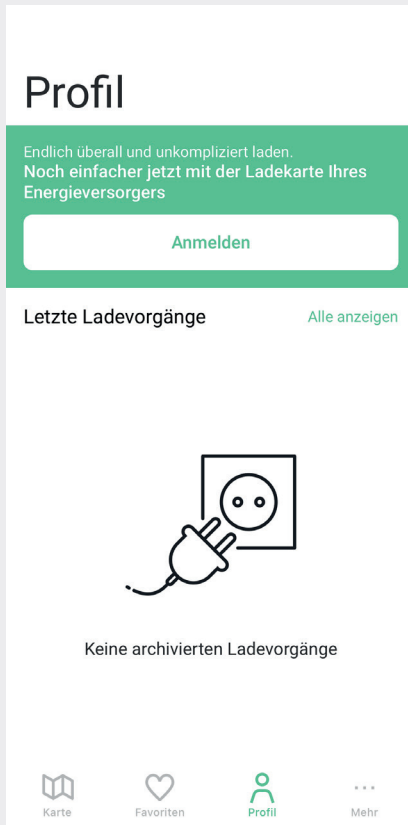 Profil
Endlich überall und unkompliziert laden.
Noch einfacher jetzt mit der Ladekarte Ihres
Energieversorgers
Anmelden
Letzte Ladevorgänge
Alle anzeigen
Keine archivierten Ladevorgänge
Karte
Favoriten
Profil
Mehr